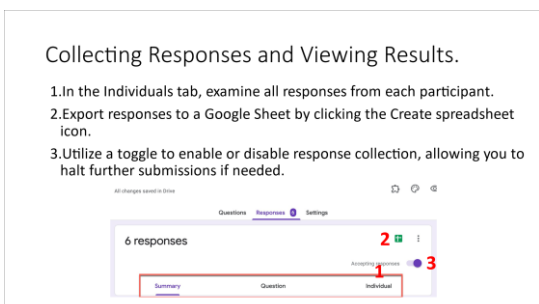 Collecting Responses and Viewing Results.
1.In the Individuals tab, examine all responses from each participant.
2.Export responses to a Google Sheet by clicking the Create spreadsheet
icon.
3.Utilize a toggle to enable or disable response collection, allowing you to
halt further submissions if needed.
All changes saved in Drive
Questions Responses 6 Settings
6 responses 2
Accepting responses 3
1
Summary Question Individual